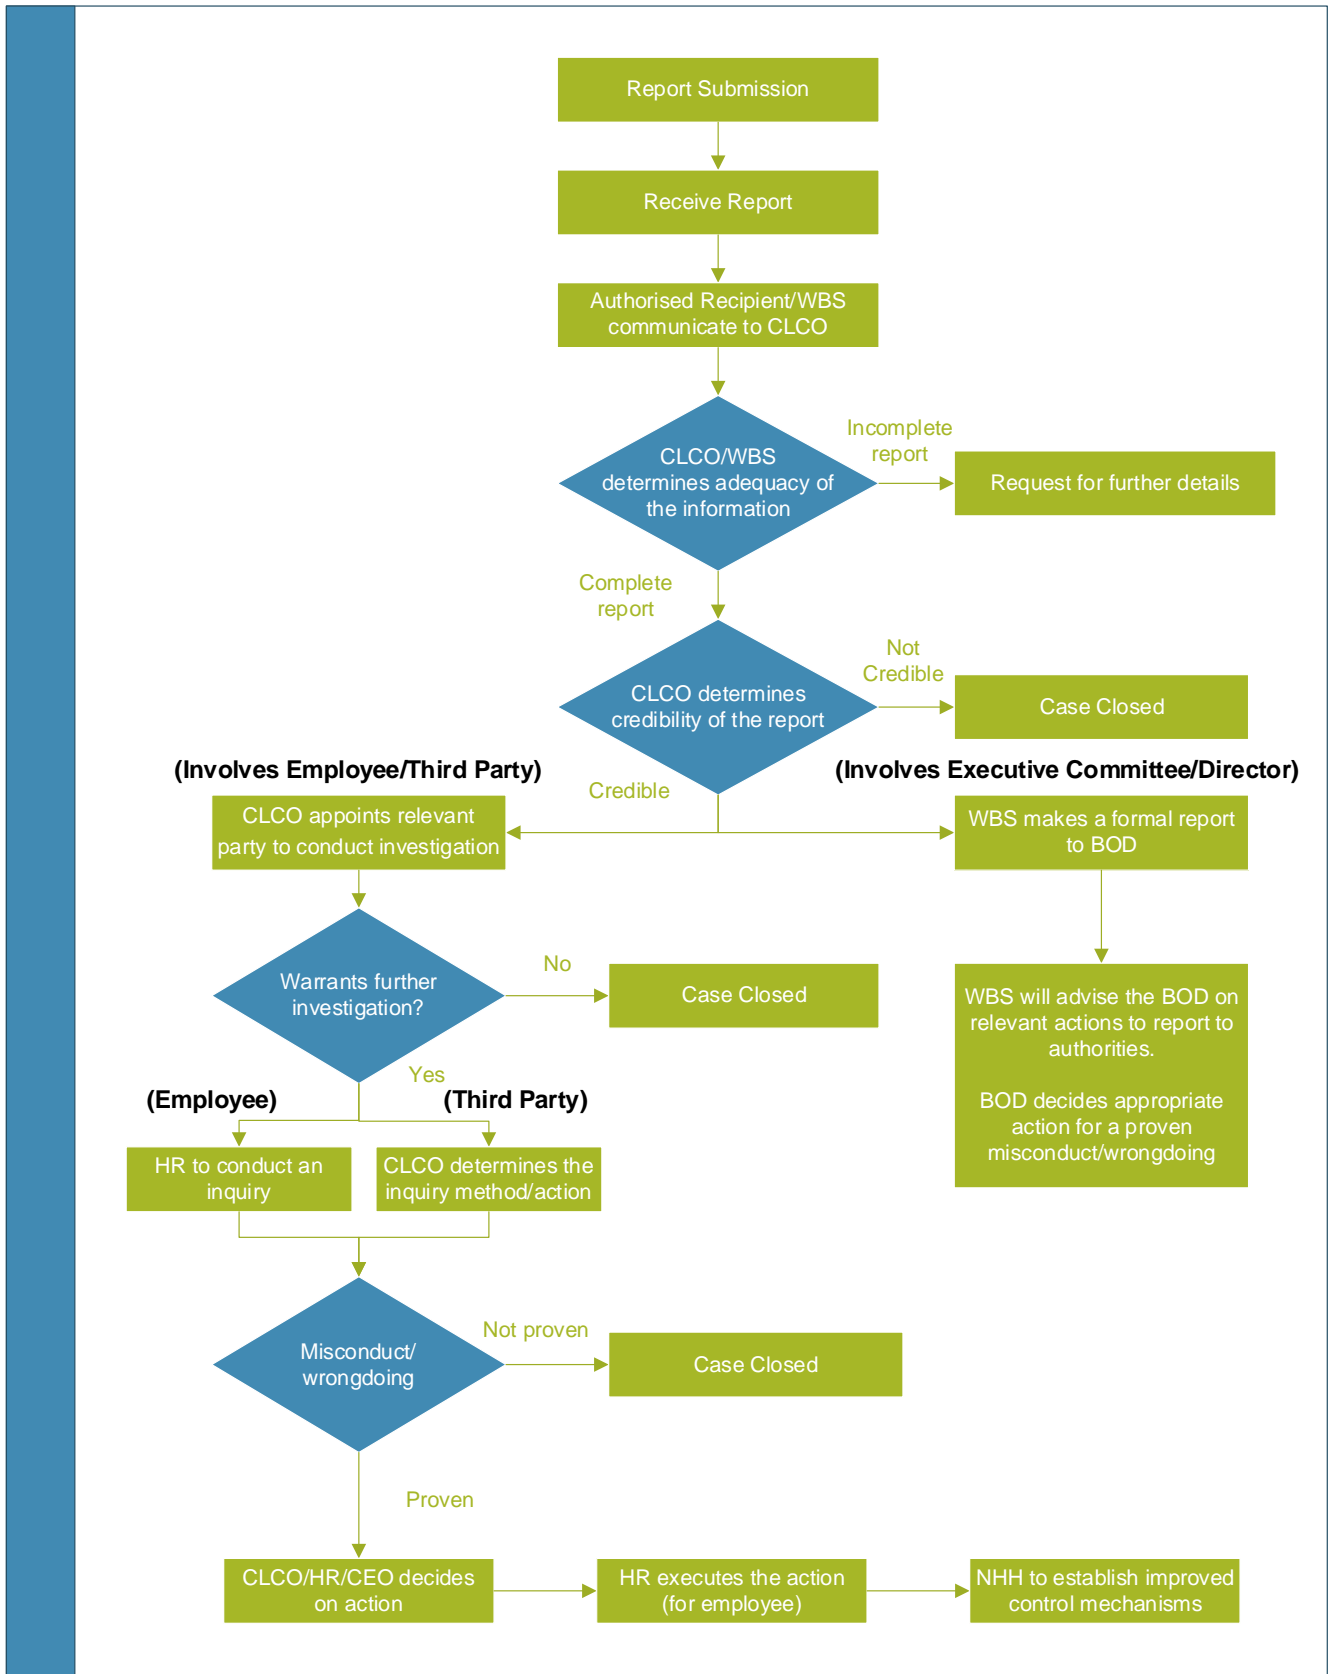 Report Submission
Receive Report
Authorised Recipient/WBS
communicate to CLCO
CLCO/WBS
determines adequacy of
the information
Incomplete
report
Request for further details
Complete
report
CLCO determines
credibility of the report
Not
Credible
Case Closed
(Involves Employee/Third Party)
(Involves Executive Committee/Director)
Credible
CLCO appoints relevant
party to conduct investigation
WBS makes a formal report
to BOD
Warrants further
investigation?
No
Case Closed
WBS will advise the BOD on
relevant actions to report to
authorities.
BOD decides appropriate
action for a proven
misconduct/wrongdoing
Yes
(Employee)
(Third Party)
HR to conduct an
inquiry
CLCO determines the
inquiry method/action
Misconduct/
wrongdoing
Not proven
Case Closed
Proven
CLCO/HR/CEO decides
on action
HR executes the action
(for employee)
NHH to establish improved
control mechanisms